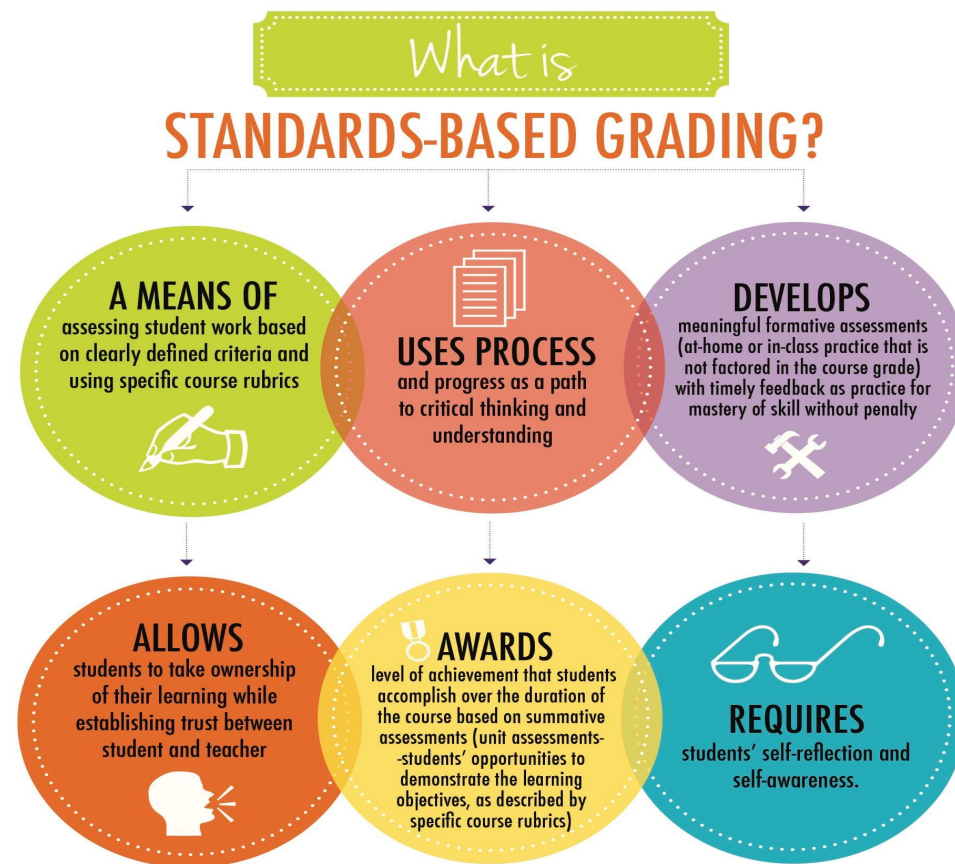 What is
STANDARDS-BASED GRADING?
A MEANS OF
assessing student work based
on clearly defined criteria and
using specific course rubrics
USES PROCESS
and progress as a path
to critical thinking and
understanding
DEVELOPS
meaningful formative assessments
(at-home or in-class practice that is
not factored in the course grade)
with timely feedback as practice for
mastery of skill without penalty
ALLOWS
students to take ownership
of their learning while
establishing trust between
student and teacher
AWARDS
level of achievement that students
accomplish over the duration of
the course based on summative
assessments (unit assessments-
-students’ opportunities to
demonstrate the learning
objectives, as described by
specific course rubrics)
REQUIRES
students’ self-reflection and
self-awareness.